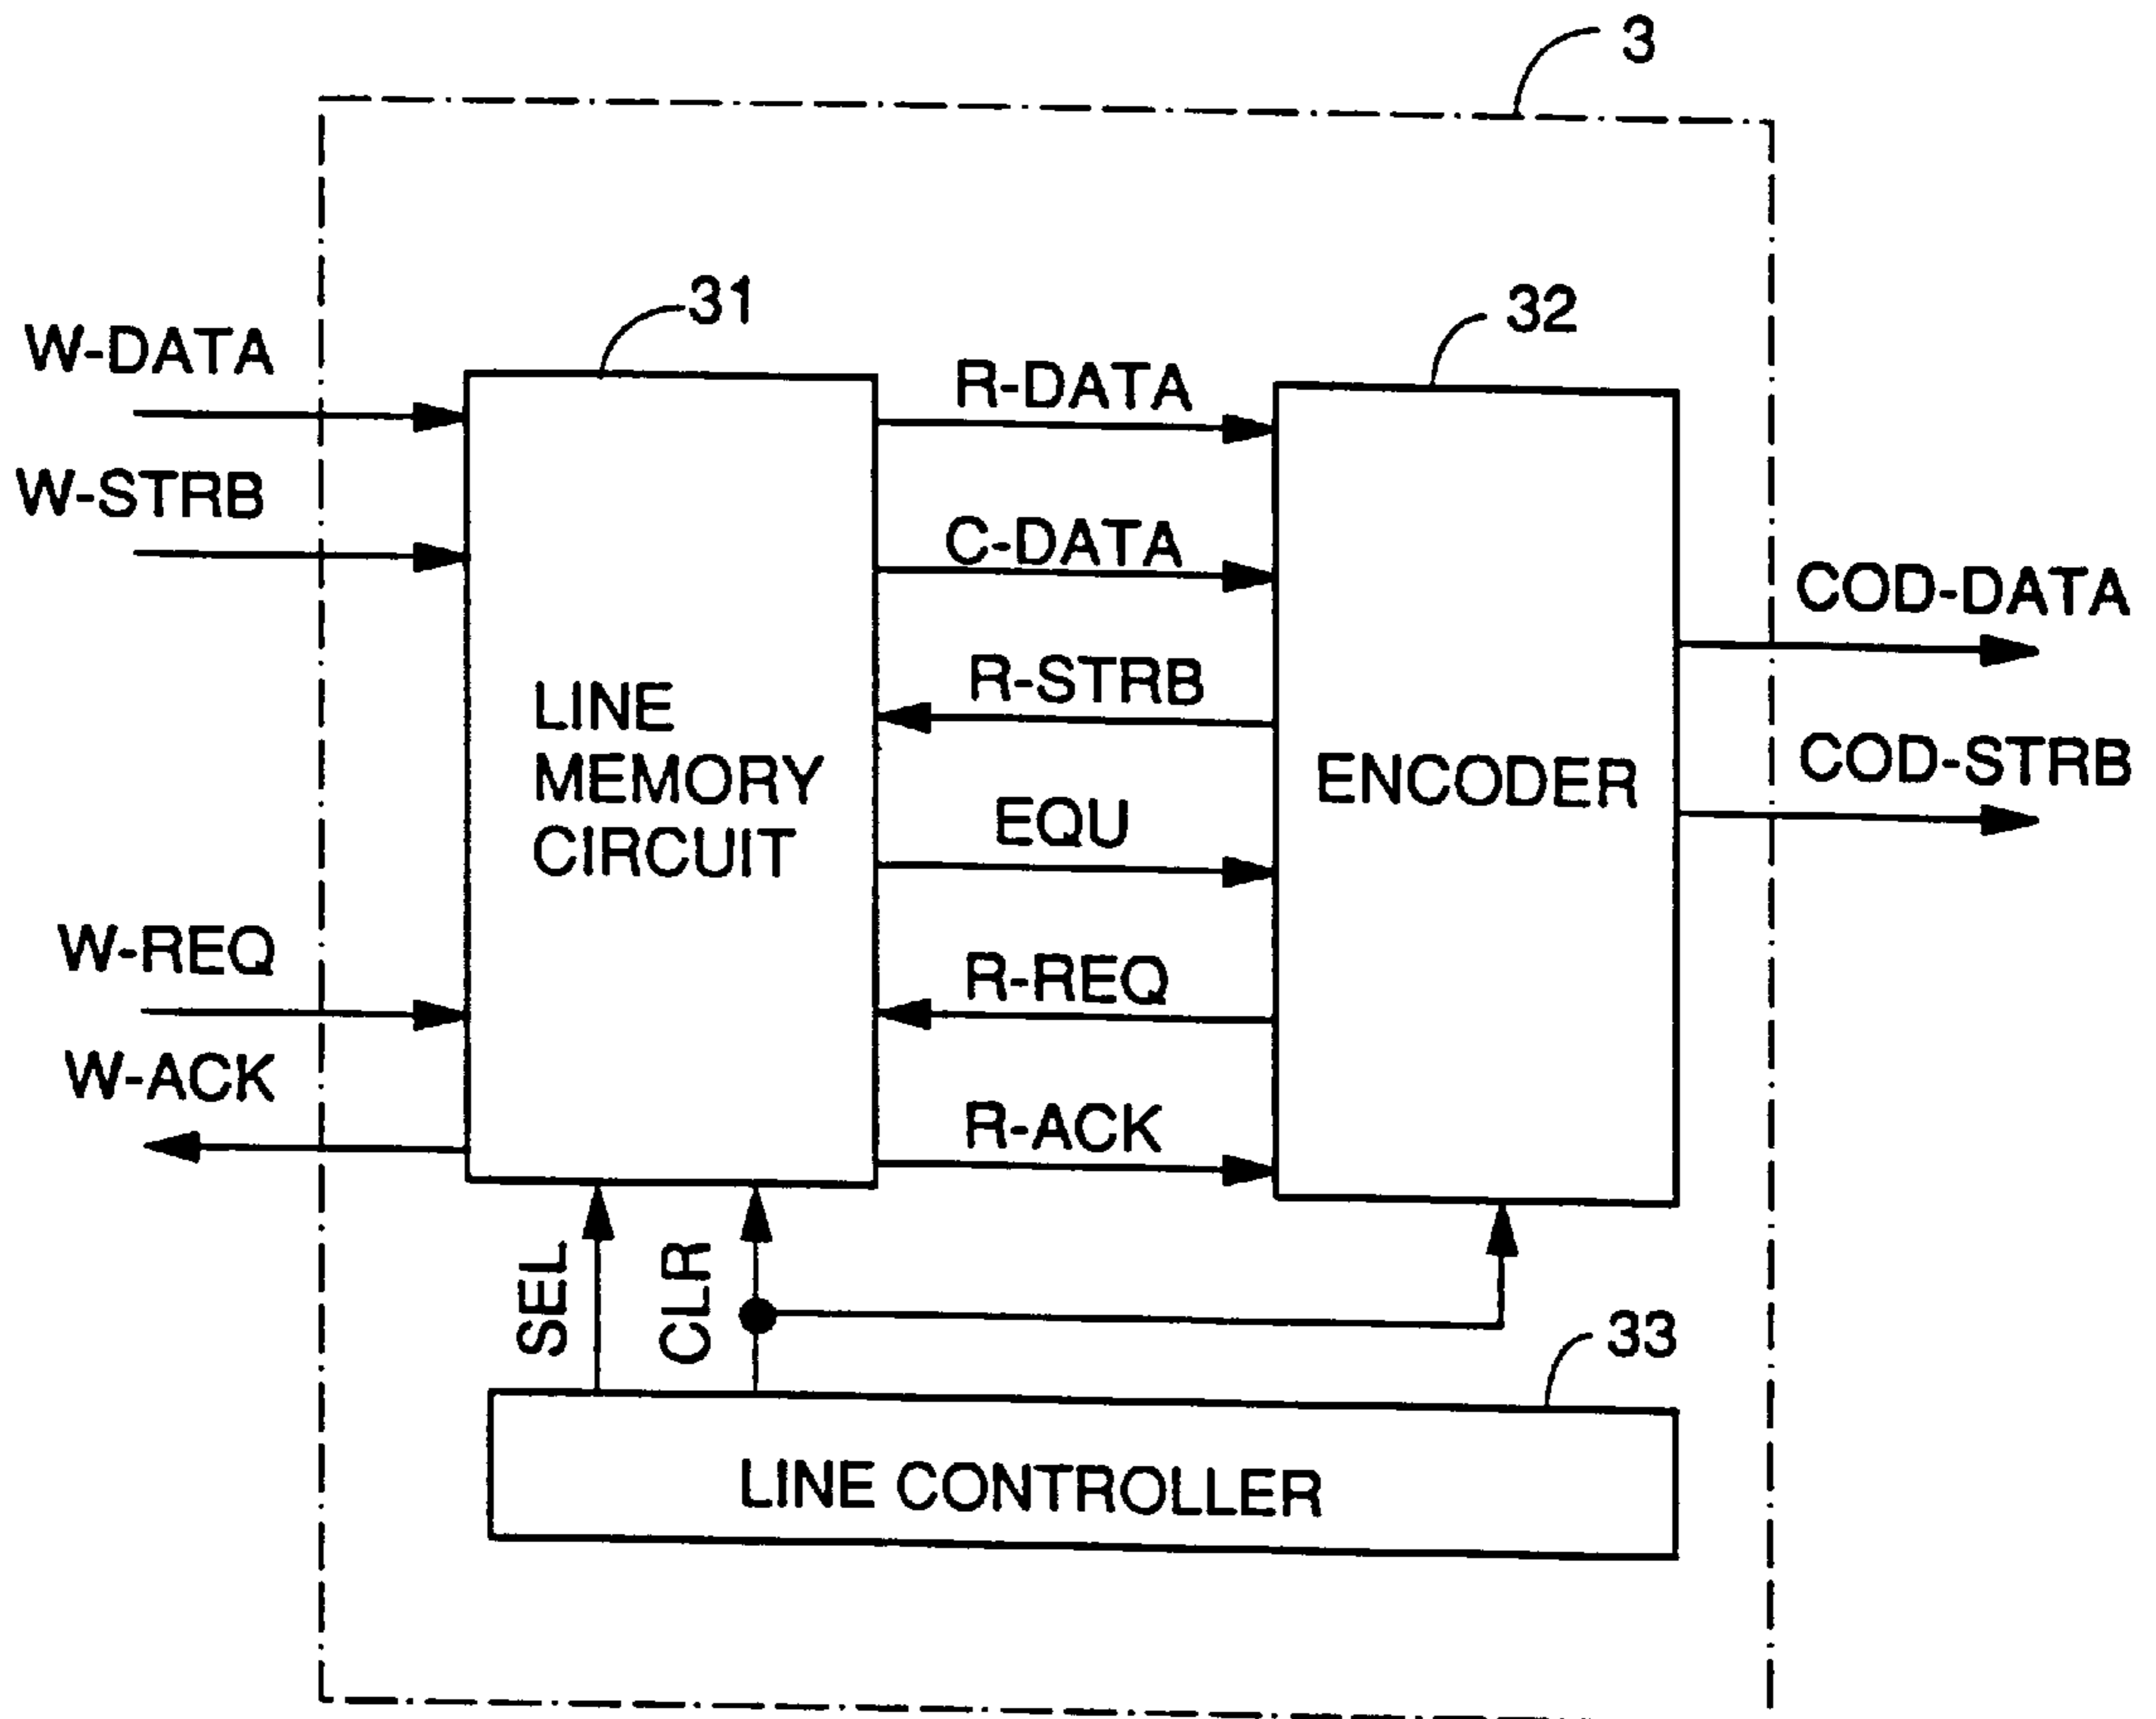 3
31
32
W-DATA
R-DATA
W-STRB
C-DATA
COD-DATA
R-STRB
LINE
MEMORY
CIRCUIT
ENCODER
COD-STRB
EQU
W-REQ
R-REQ
W-ACK
R-ACK
SEL
CLR
33
LINE CONTROLLER